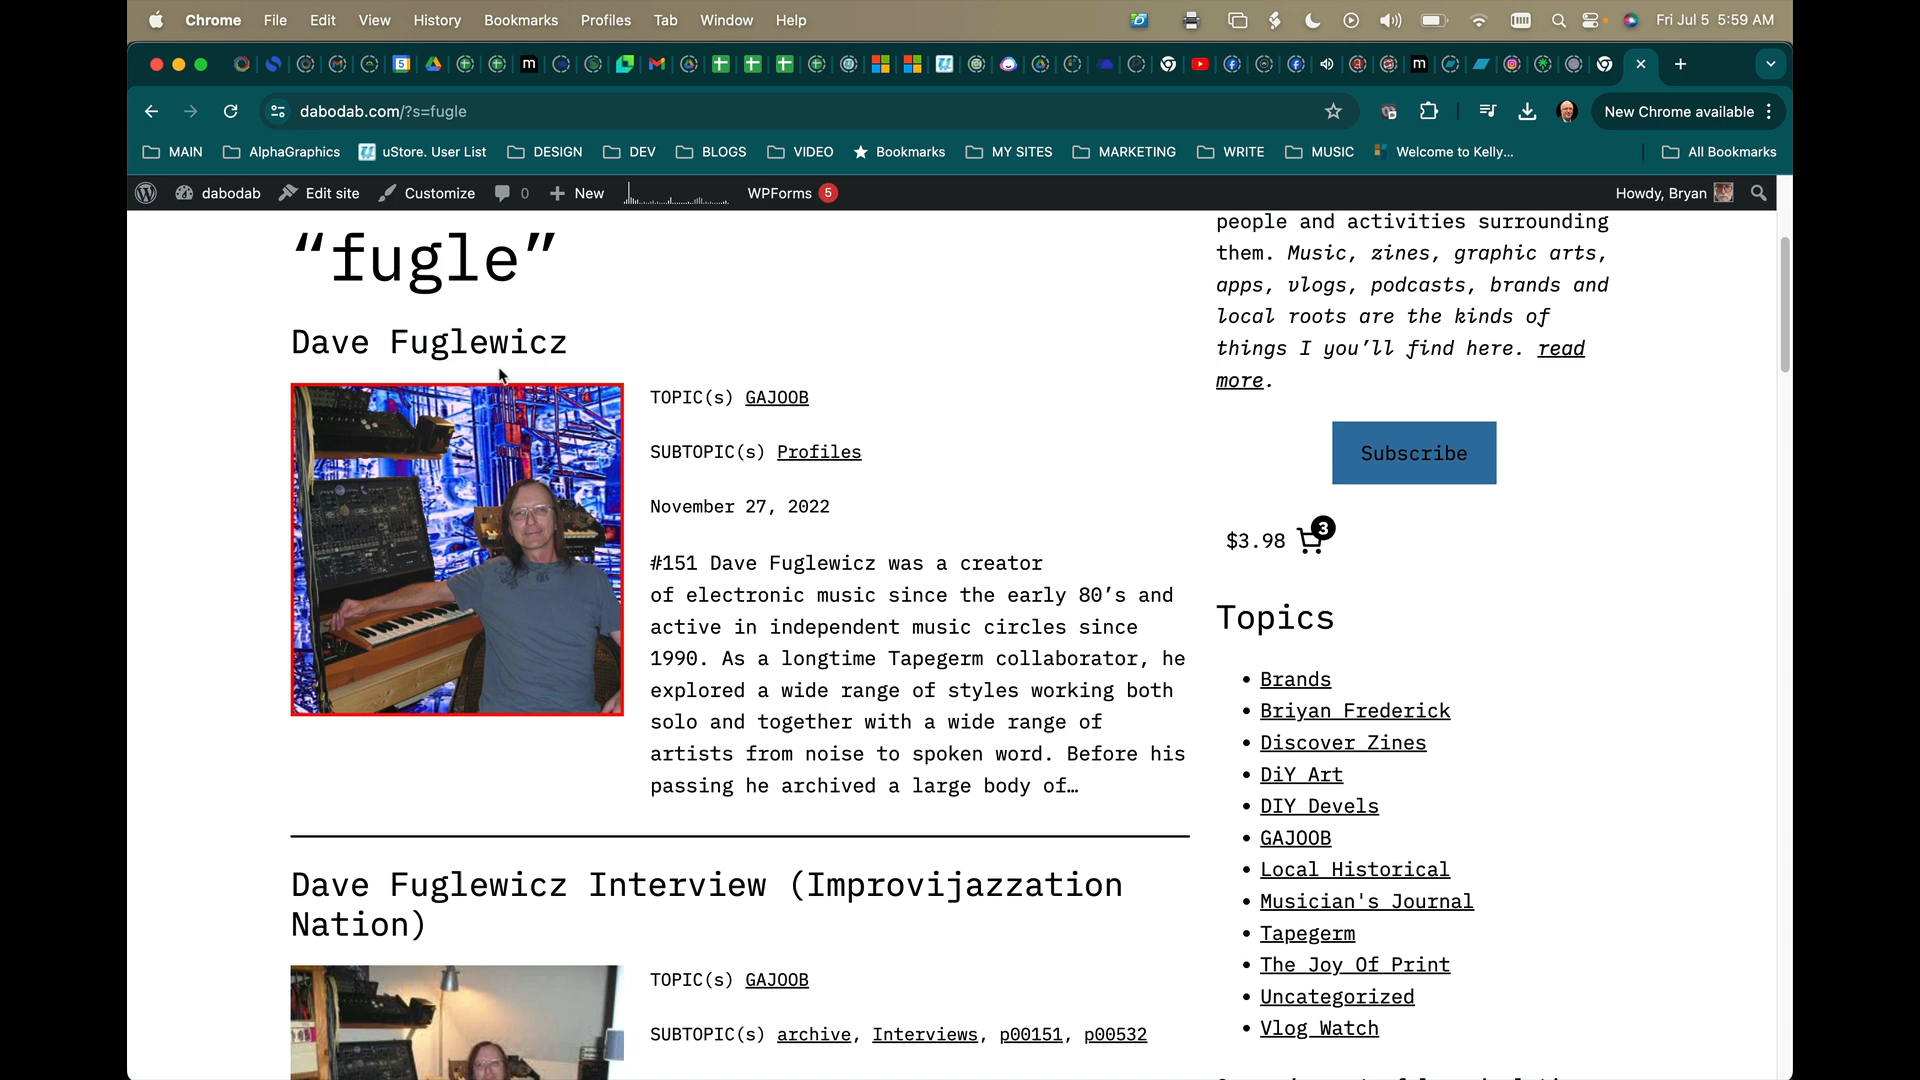 Chrome File Edit View History Bookmarks Profiles Tab Window Help Fri Jul 5 5:59 AM
dabodab.com/?s=fugle New Chrome available
MAIN AlphaGraphics uStore. User List DESIGN DEV BLOGS VIDEO Bookmarks MY SITES MARKETING WRITE MUSIC Welcome to Kelly... All Bookmarks
dabodab Edit site Customize 0 New WPForms 5 Howdy, Bryan
“fugle”
Dave Fuglewicz
TOPIC(s) GAJOOB
SUBTOPIC(s) Profiles
November 27, 2022
#151 Dave Fuglewicz was a creator
of electronic music since the early 80’s and
active in independent music circles since
1990. As a longtime Tapegerm collaborator, he
explored a wide range of styles working both
solo and together with a wide range of
artists from noise to spoken word. Before his
passing he archived a large body of…
Dave Fuglewicz Interview (Improvijazzation
Nation)
TOPIC(s) GAJOOB
SUBTOPIC(s) archive, Interviews, p00151, p00532
people and activities surrounding
them. Music, zines, graphic arts,
apps, vlogs, podcasts, brands and
local roots are the kinds of
things I you’ll find here. read
more.
Subscribe
$3.98 3
Topics
Brands
Briyan Frederick
Discover Zines
DiY Art
DIY Devels
GAJOOB
Local Historical
Musician's Journal
Tapegerm
The Joy Of Print
Uncategorized
Vlog Watch